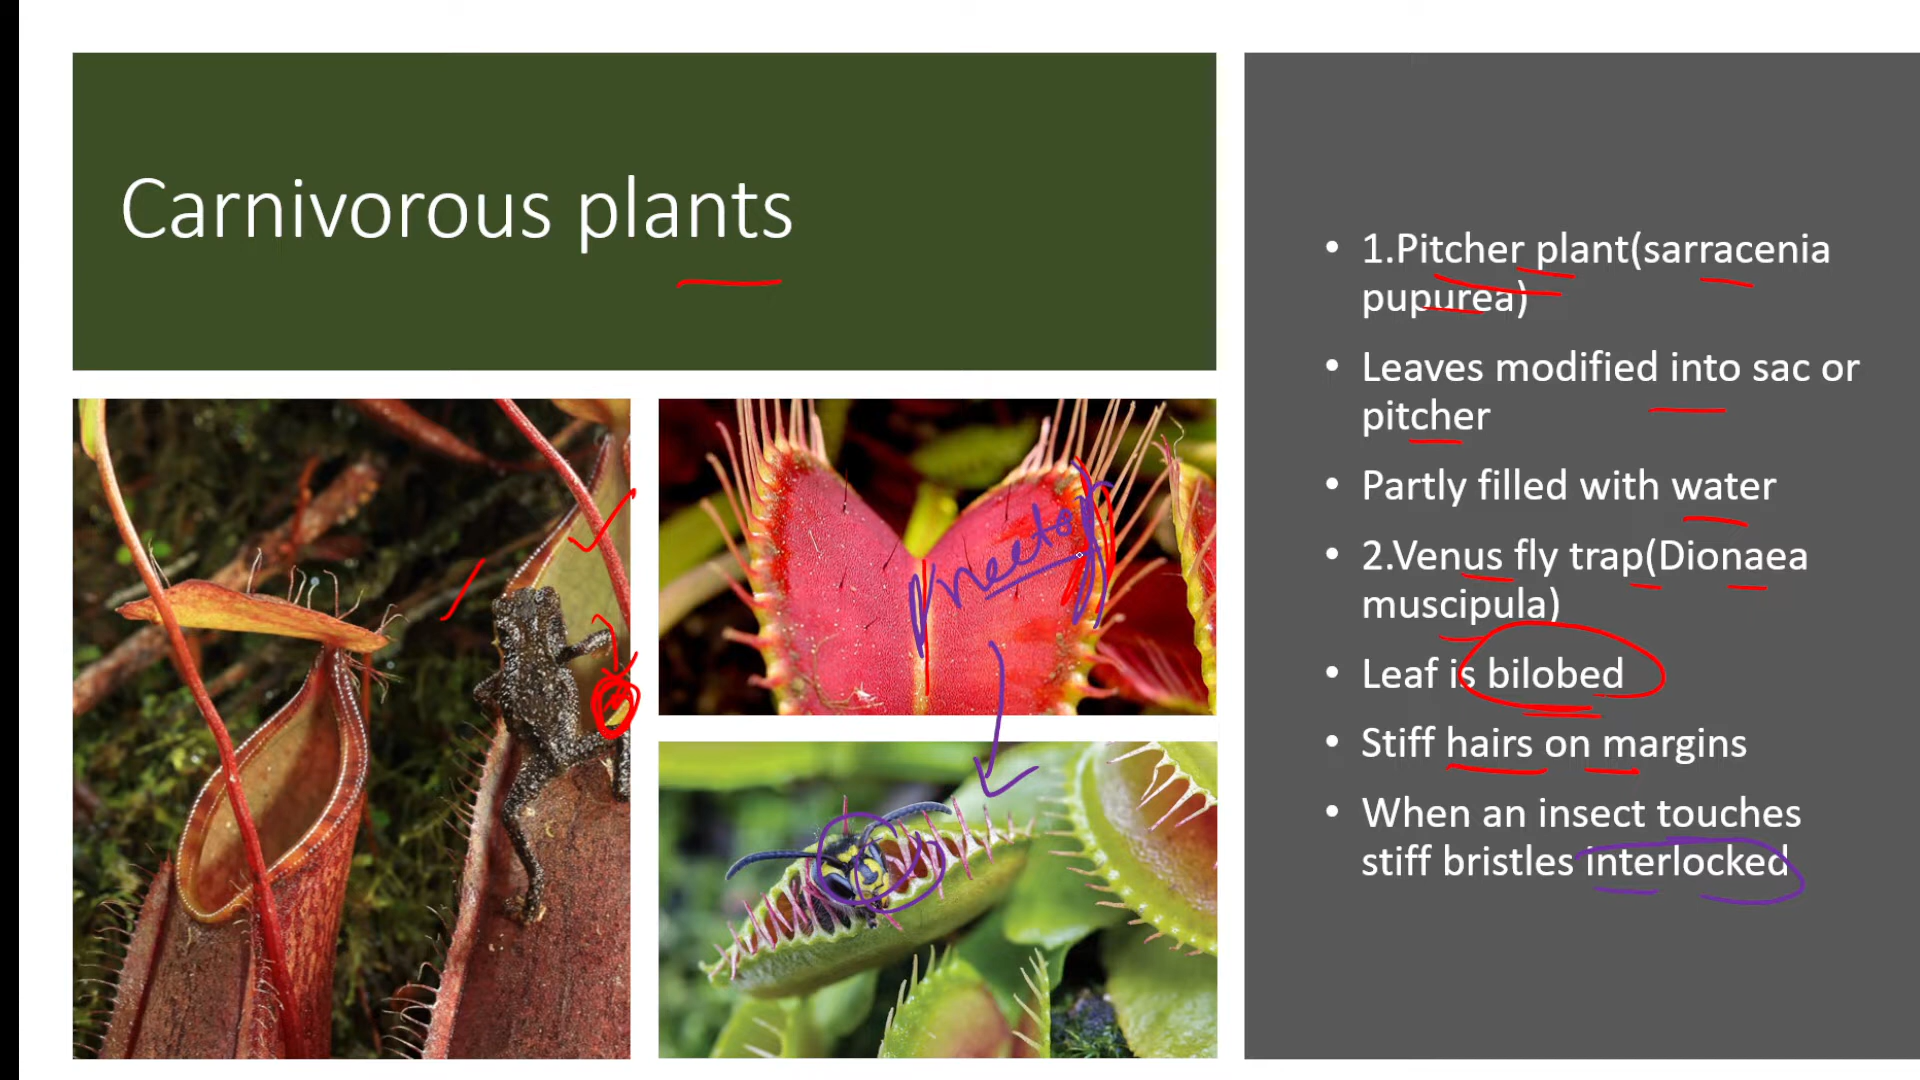 Carnivorous plants
• 1.Pitcher plant(sarracenia
pupurea)
• Leaves modified into sac or
pitcher
• Partly filled with water
• 2.Venus fly trap(Dionaea
muscipula)
• Leaf is bilobed
• Stiff hairs on margins
• When an insect touches
stiff bristles interlocked